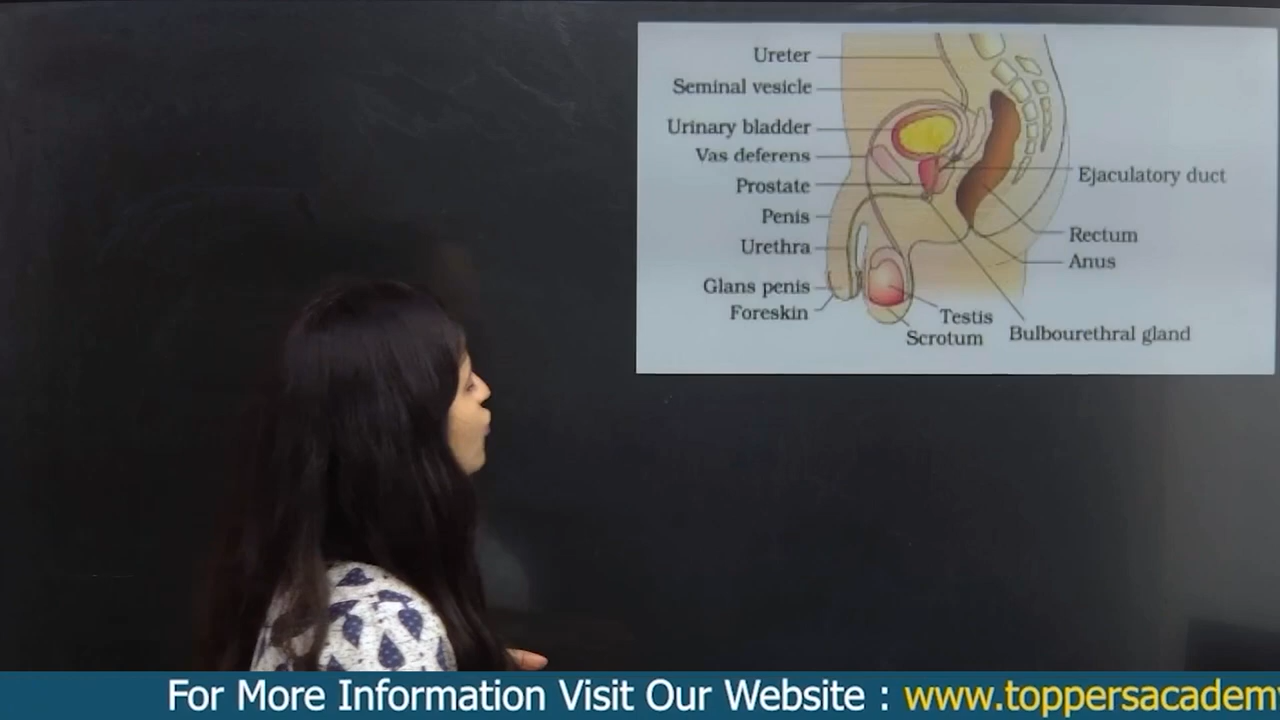 Ureter
Seminal vesicle
Urinary bladder
Vas deferens
Prostate
Penis
Urethra
Glans penis
Foreskin
Ejaculatory duct
Rectum
Anus
Testis
Scrotum
Bulbourethral gland
For More Information Visit Our Website : www.toppersacademy